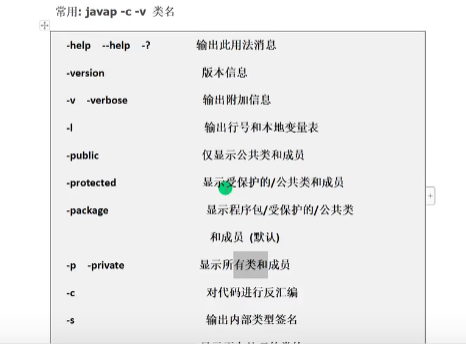 常用: javap -c -v 类名
-help --help -? 输出此用法消息
-version 版本信息
-v -verbose 输出附加信息
-l 输出行号和本地变量表
-public 仅显示公共类和成员
-protected 显示受保护的/公共类和成员
-package 显示程序包/受保护的/公共类
和成员 (默认)
-p -private 显示所有类和成员
-c 对代码进行反汇编
-s 输出内部类型签名